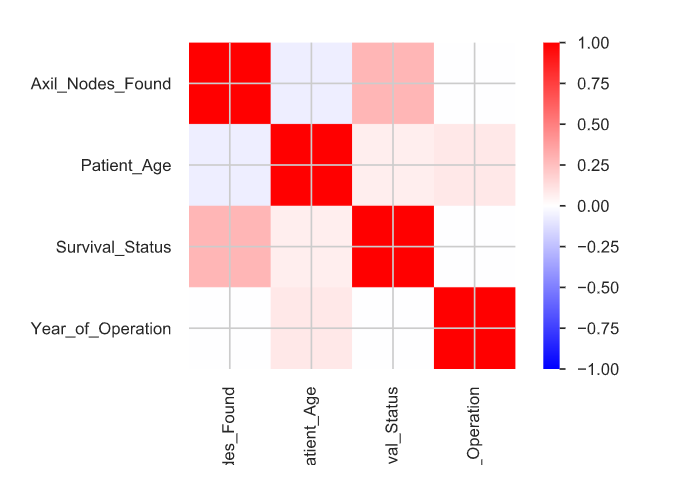 Axil_Nodes_Found
Patient_Age
Survival_Status
Year_of_Operation
des_Found
atient_Age
val_Status
_Operation
1.00
0.75
0.50
0.25
0.00
−0.25
−0.50
−0.75
−1.00